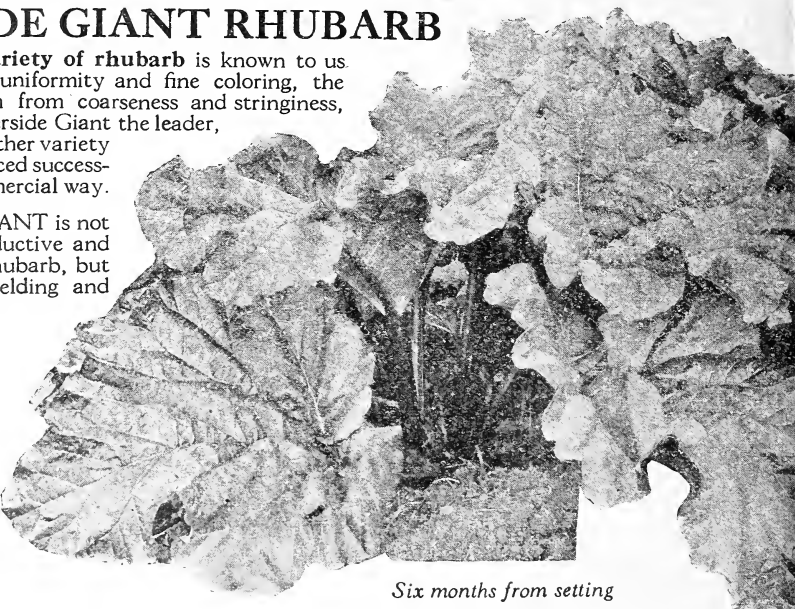 DE GIANT RHUBARB
riety of rhubarb is known to us
uniformity and fine coloring, the
from coarseness and stringiness,
rside Giant the leader,
ther variety
ced success-
mercial way.
ANT is not
ductive and
ubarb, but
elding and
Six months from setting